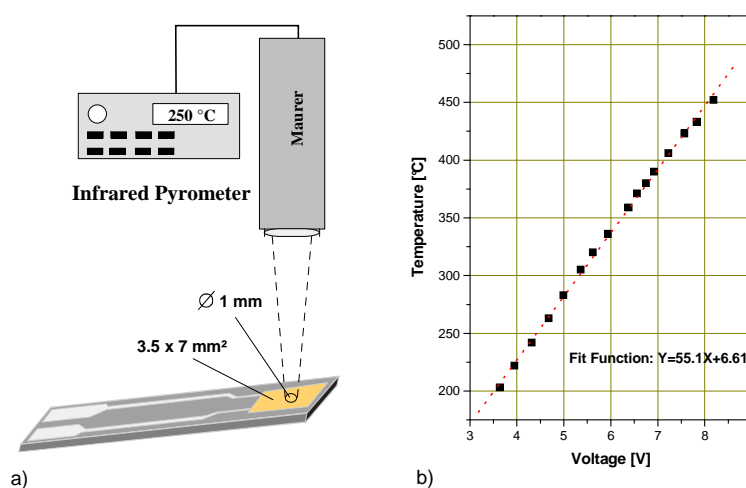 250 °C
Maurer
Infrared Pyrometer
1 mm
3.5 x 7 mm²
a)
500
450
400
350
300
250
200
Temperature [°C]
Fit Function: Y=55.1X+6.61
3 4 5 6 7 8
Voltage [V]
b)